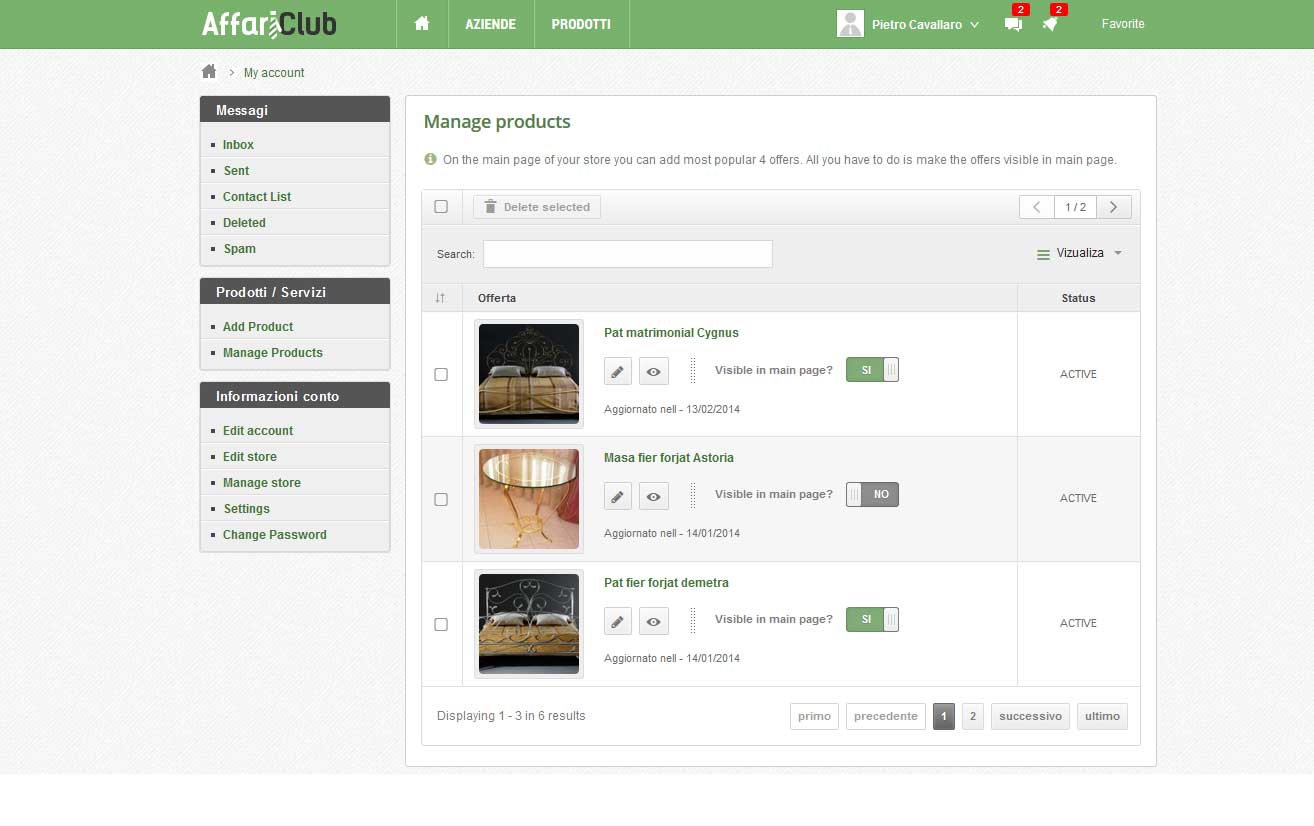 AffariClub
AZIENDE
PRODOTTI
Pietro Cavallaro
2
2
Favorite
My account
Messagi
Inbox
Sent
Contact List
Deleted
Spam
Prodotti / Servizi
Add Product
Manage Products
Informazioni conto
Edit account
Edit store
Manage store
Settings
Change Password
Manage products
On the main page of your store you can add most popular 4 offers. All you have to do is make the offers visible in main page.
Delete selected
1 / 2
Search:
Vizualiza
Offerta
Status
Pat matrimonial Cygnus
Visible in main page?
SI
Aggiornato nell - 13/02/2014
ACTIVE
Masa fier forjat Astoria
Visible in main page?
NO
Aggiornato nell - 14/01/2014
ACTIVE
Pat fier forjat demetra
Visible in main page?
SI
Aggiornato nell - 14/01/2014
ACTIVE
Displaying 1 - 3 in 6 results
primo
precedente
1
2
successivo
ultimo